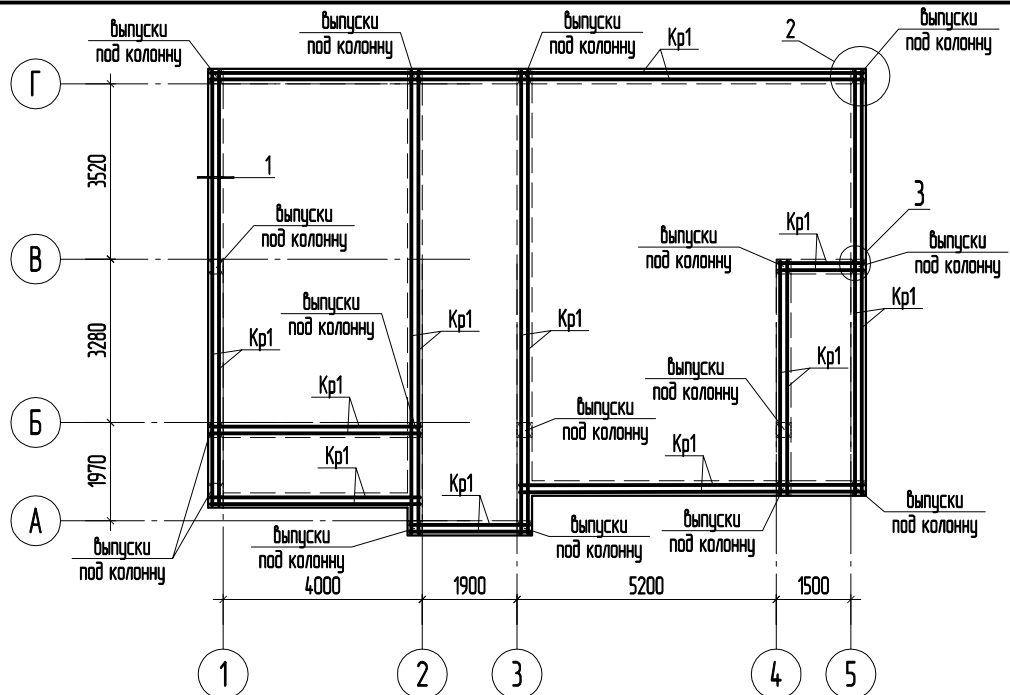 выпуски
под колонну
выпуски
под колонну
выпуски
под колонну
Кр1
2
выпуски
под колонну
Г
3520
1
выпуски
под колонну
В
выпуски
под колонну
Кр1
3
выпуски
под колонну
3280
Кр1
выпуски
под колонну
Кр1
Кр1
Кр1
Кр1
выпуски
под колонну
Кр1
Б
выпуски
под колонну
1970
Кр1
Кр1
Кр1
А
выпуски
под колонну
выпуски
под колонну
выпуски
под колонну
выпуски
под колонну
выпуски
под колонну
4000
1900
5200
1500
1
2
3
4
5